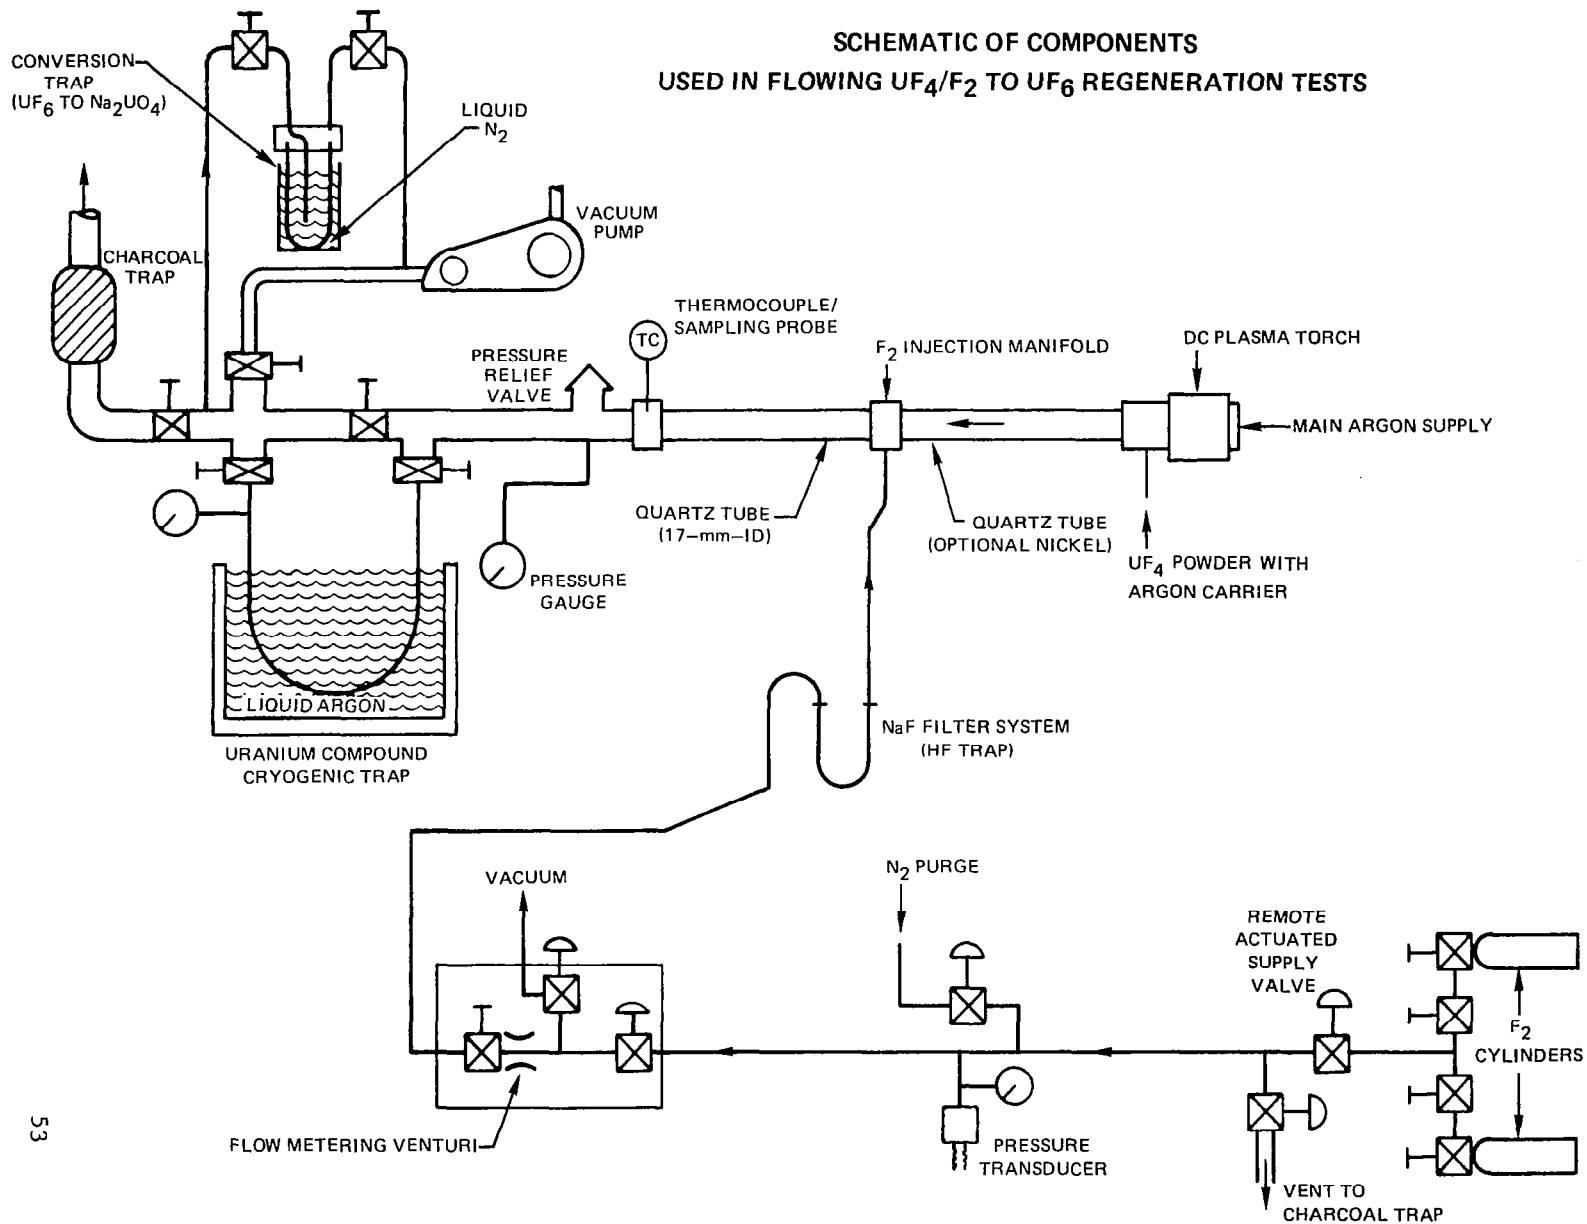 SCHEMATIC OF COMPONENTS
USED IN FLOWING UF4/F2 TO UF6 REGENERATION TESTS
CONVERSION
TRAP
(UF6 TO Na2UO4)
LIQUID
N2
VACUUM
PUMP
CHARCOAL
TRAP
THERMOCOUPLE/
SAMPLING PROBE
TC
PRESSURE
RELIEF
VALVE
F2 INJECTION MANIFOLD
DC PLASMA TORCH
MAIN ARGON SUPPLY
QUARTZ TUBE
(17-mm-ID)
QUARTZ TUBE
(OPTIONAL NICKEL)
UF4 POWDER WITH
ARGON CARRIER
PRESSURE
GAUGE
LIQUID ARGON
URANIUM COMPOUND
CRYOGENIC TRAP
NaF FILTER SYSTEM
(HF TRAP)
VACUUM
N2 PURGE
REMOTE
ACTUATED
SUPPLY
VALVE
F2
CYLINDERS
FLOW METERING VENTURI
PRESSURE
TRANSDUCER
VENT TO
CHARCOAL TRAP
53